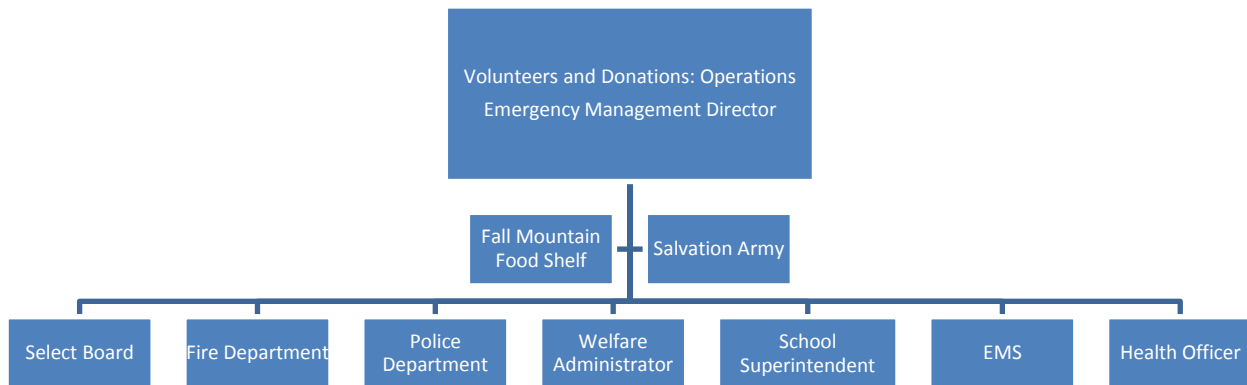 Volunteers and Donations: Operations
Emergency Management Director
Fall Mountain
Food Shelf
Salvation Army
Select Board
Fire Department
Police
Department
Welfare
Administrator
School
Superintendent
EMS
Health Officer